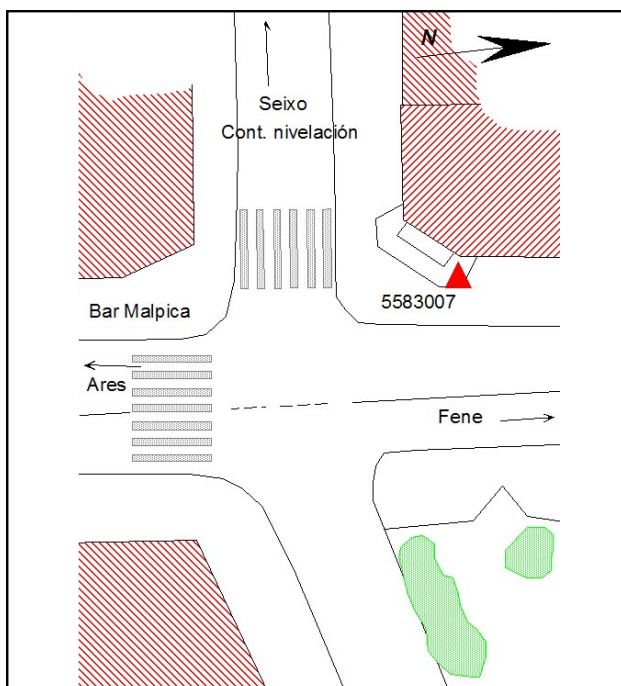 N
Seixo
Cont. nivelación
5583007
Bar Malpica
Ares
Fene